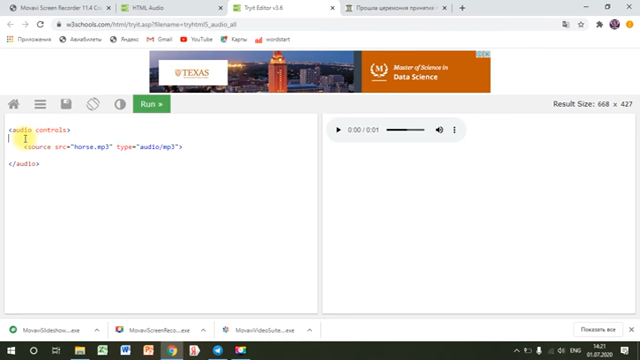 Movavi Screen Recorder 11.4 Co
HTML Audio
Tryit Editor v3.6
Прошла церемония принятия
w3schools.com/html/tryit.asp?filename=tryhtml5_audio_all
Приложения
Авиабилеты
Яндекс
Gmail
YouTube
Карты
wordstart
TEXAS
Master of Science in
Data Science
Run »
Result Size: 668 x 427
<audio controls>
<source src="horse.mp3" type="audio/mp3">
</audio>
0:00 / 0:01
MovaviSlideshow....exe
MovaviScreenRec....exe
MovaviVideoSuite....exe
Показать все
ENG
14:21
01.07.2020